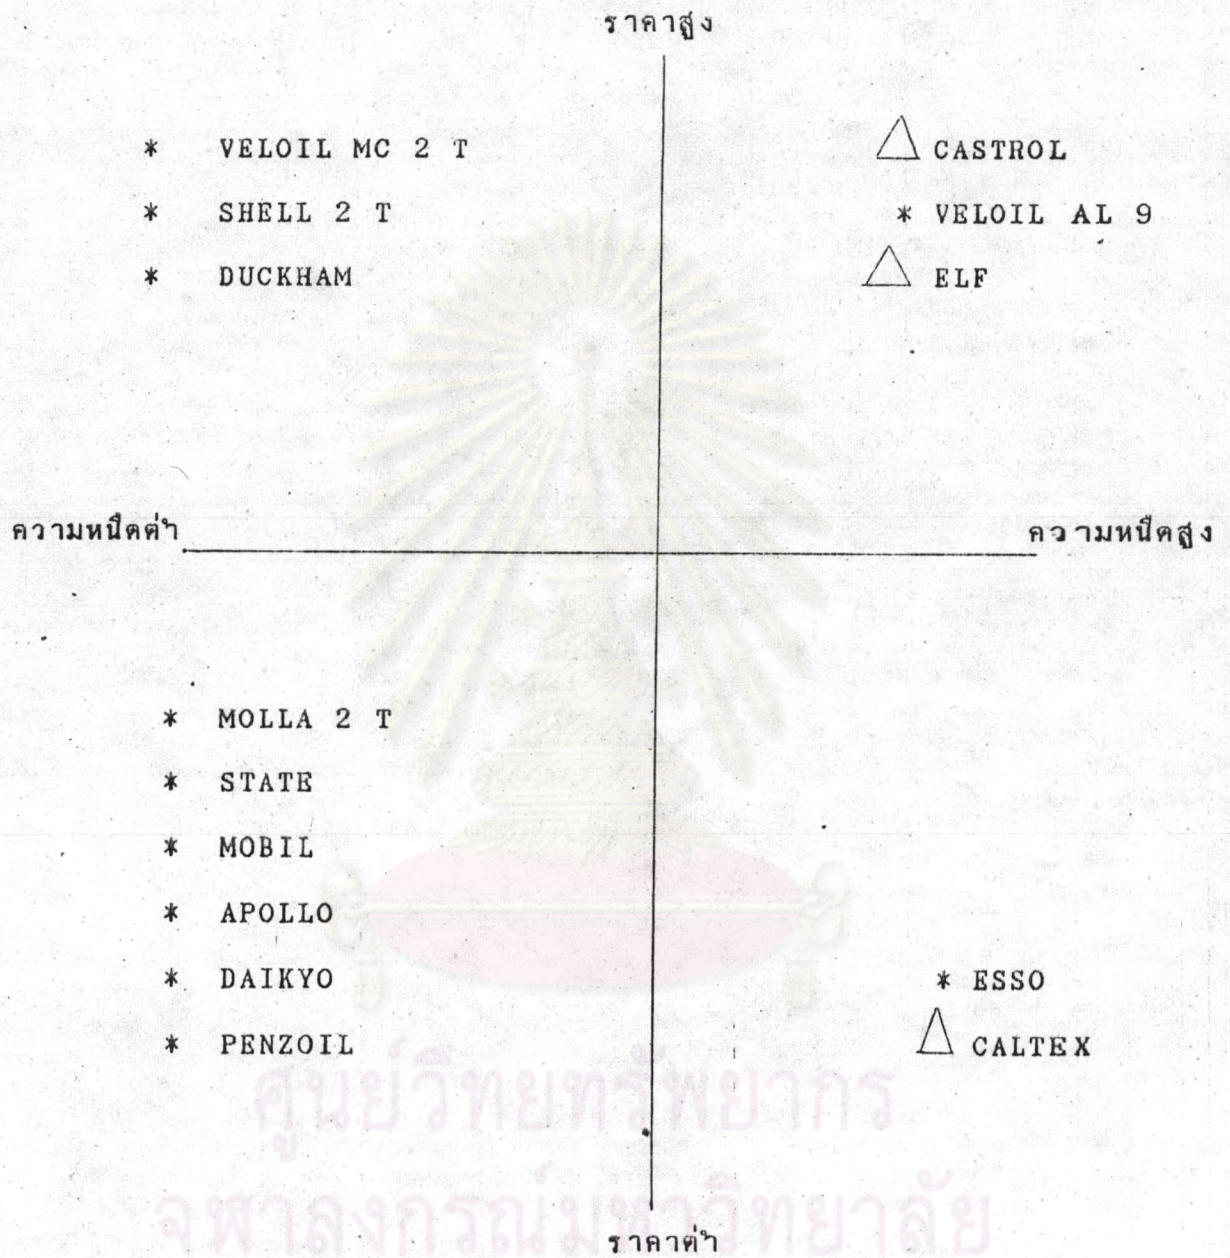 ราคาสูง
* VELOIL MC 2 T
△ CASTROL
* SHELL 2 T
* VELOIL AL 9
* DUCKHAM
△ ELF
ความหนืดต่ำ
ความหนืดสูง
* MOLLA 2 T
* STATE
* MOBIL
* APOLLO
* DAIKYO
* ESSO
* PENZOIL
△ CALTEX
ศูนย์วิทยทรัพยากร
จุฬาลงกรณ์มหาวิทยาลัย
ราคาต่ำ